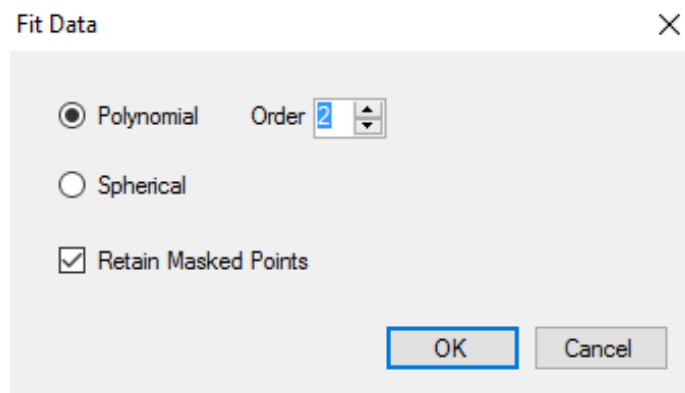 Fit Data
Polynomial Order 2
Spherical
Retain Masked Points
OK Cancel